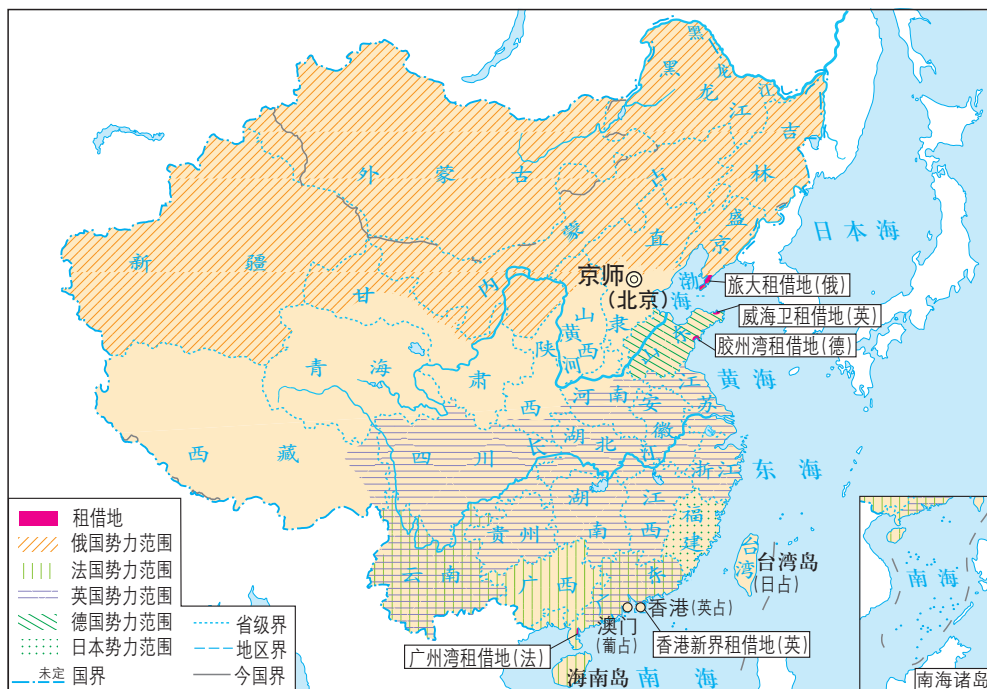 黑龙江
黑龙江
吉林
外蒙古
内蒙古
盛京
直隶
新疆
甘肃
日本海
京师
(北京)
渤海
旅大租借地(俄)
威海卫租借地(英)
胶州湾租借地(德)
山西
黄河
山东
陕西
青海
河南
安徽
江苏
黄海
西藏
四川
长江
湖北
浙江
东海
湖南
江西
贵州
福建
云南
广西
广东
台湾
台湾岛
(日占)
香港(英占)
澳门
(葡占)
香港新界租借地(英)
广州湾租借地(法)
海南岛
南海
租借地
俄国势力范围
法国势力范围
英国势力范围
德国势力范围
日本势力范围
未定 国界
省级界
地区界
今国界
南海
南海诸岛